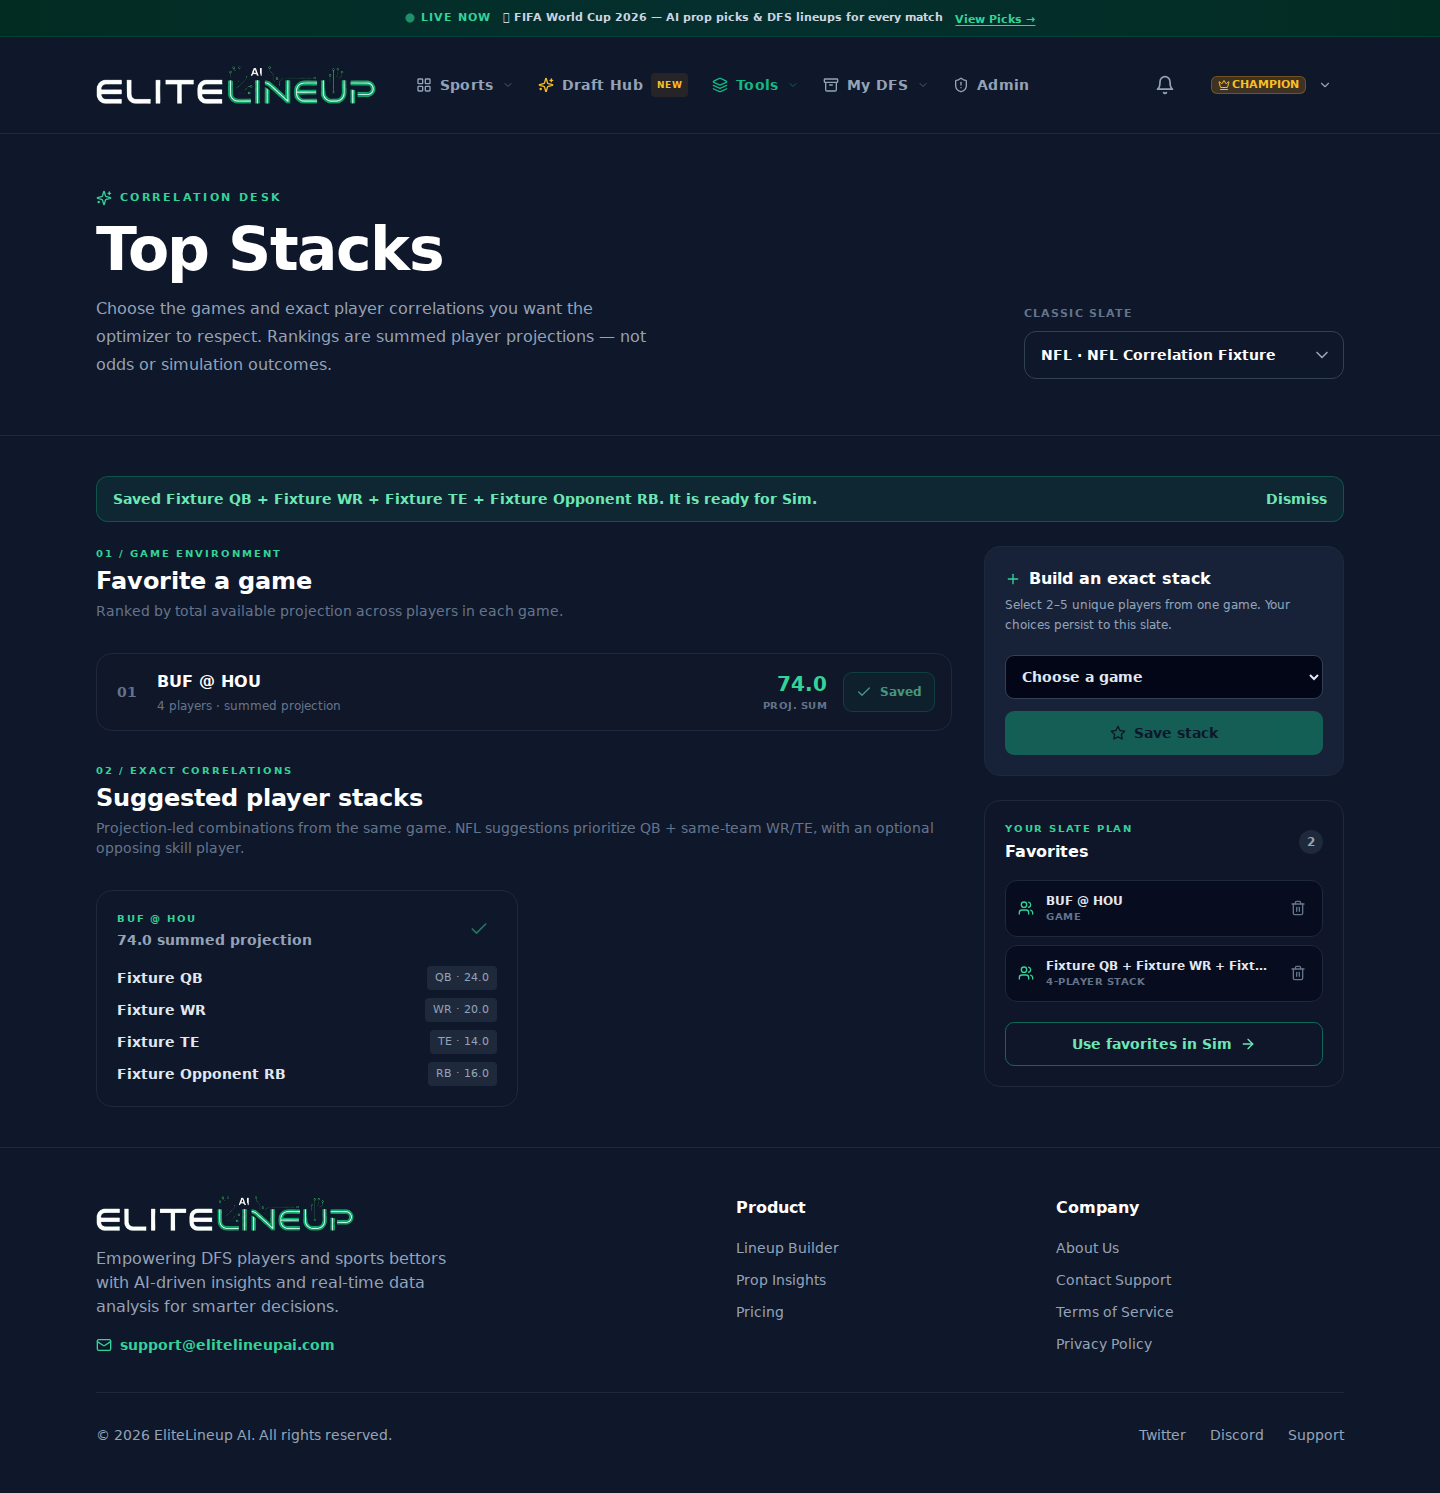 LIVE NOW FIFA World Cup 2026 — AI prop picks & DFS lineups for every match View Picks →
ELITELINEUP AI
Sports
Draft Hub NEW
Tools
My DFS
Admin
CHAMPION
CORRELATION DESK
Top Stacks
Choose the games and exact player correlations you want the
optimizer to respect. Rankings are summed player projections — not
odds or simulation outcomes.
CLASSIC SLATE
NFL · NFL Correlation Fixture
Saved Fixture QB + Fixture WR + Fixture TE + Fixture Opponent RB. It is ready for Sim.
Dismiss
01 / GAME ENVIRONMENT
Favorite a game
Ranked by total available projection across players in each game.
01
BUF @ HOU
4 players · summed projection
74.0
PROJ. SUM
Saved
02 / EXACT CORRELATIONS
Suggested player stacks
Projection-led combinations from the same game. NFL suggestions prioritize QB + same-team WR/TE, with an optional
opposing skill player.
BUF @ HOU
74.0 summed projection
Fixture QB QB · 24.0
Fixture WR WR · 20.0
Fixture TE TE · 14.0
Fixture Opponent RB RB · 16.0
Build an exact stack
Select 2–5 unique players from one game. Your
choices persist to this slate.
Choose a game
Save stack
YOUR SLATE PLAN
Favorites
2
BUF @ HOU
GAME
Fixture QB + Fixture WR + Fixt...
4-PLAYER STACK
Use favorites in Sim →
ELITELINEUP AI
Empowering DFS players and sports bettors
with AI-driven insights and real-time data
analysis for smarter decisions.
support@elitelineupai.com
Product
Lineup Builder
Prop Insights
Pricing
Company
About Us
Contact Support
Terms of Service
Privacy Policy
© 2026 EliteLineup AI. All rights reserved.
Twitter
Discord
Support